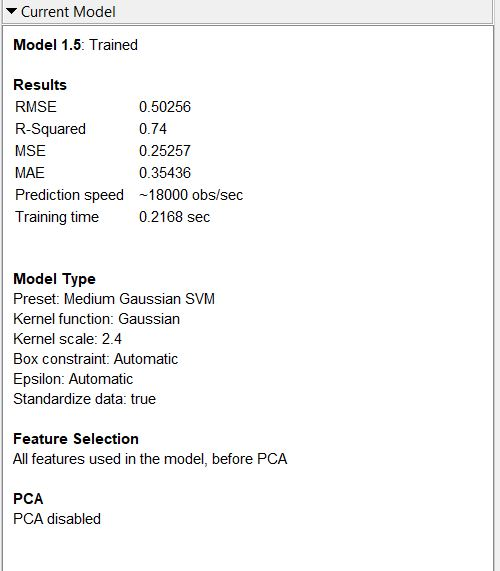 Current Model
Model 1.5: Trained
Results
RMSE 0.50256
R-Squared 0.74
MSE 0.25257
MAE 0.35436
Prediction speed ~18000 obs/sec
Training time 0.2168 sec
Model Type
Preset: Medium Gaussian SVM
Kernel function: Gaussian
Kernel scale: 2.4
Box constraint: Automatic
Epsilon: Automatic
Standardize data: true
Feature Selection
All features used in the model, before PCA
PCA
PCA disabled